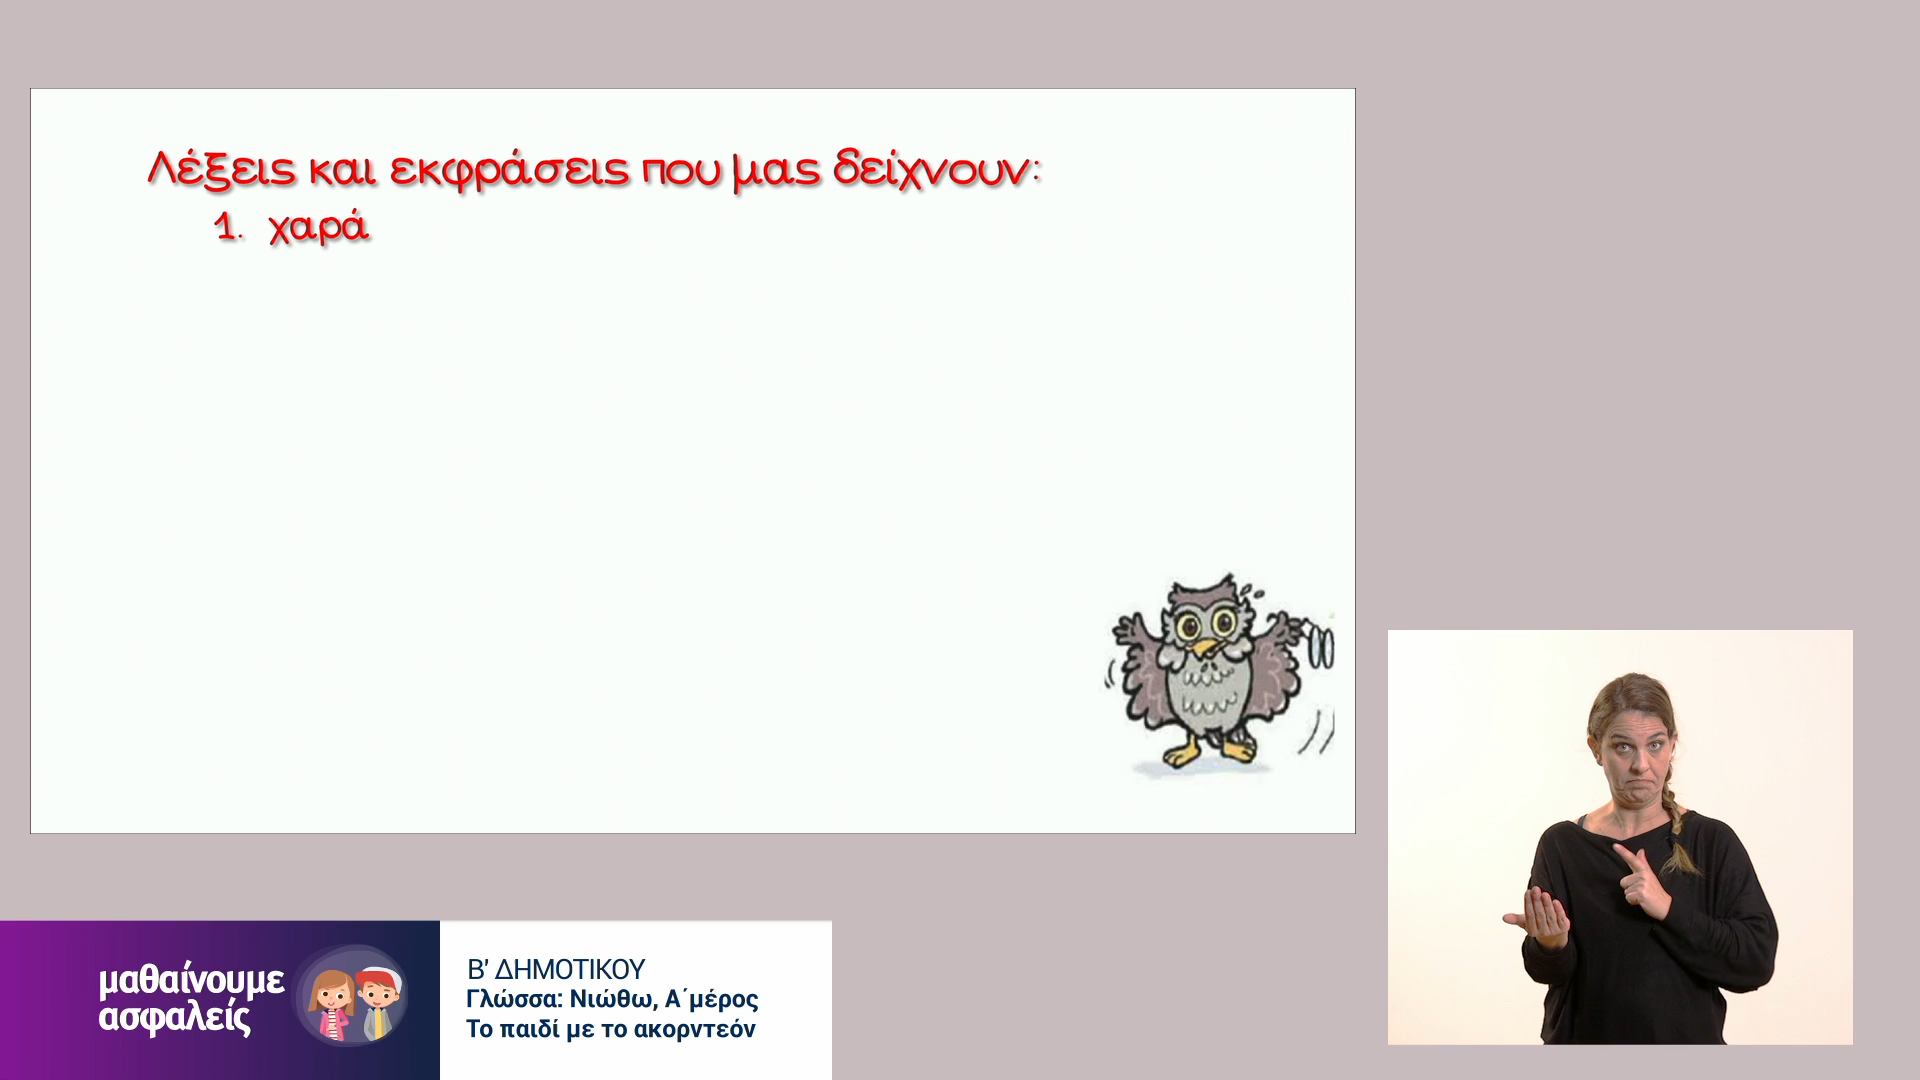 Λέξεις και εκφράσεις που μας δείχνουν:
1. χαρά
μαθαίνουμε
ασφαλείς
Β' ΔΗΜΟΤΙΚΟΥ
Γλώσσα: Νιώθω, Α΄μέρος
Το παιδί με το ακορντεόν